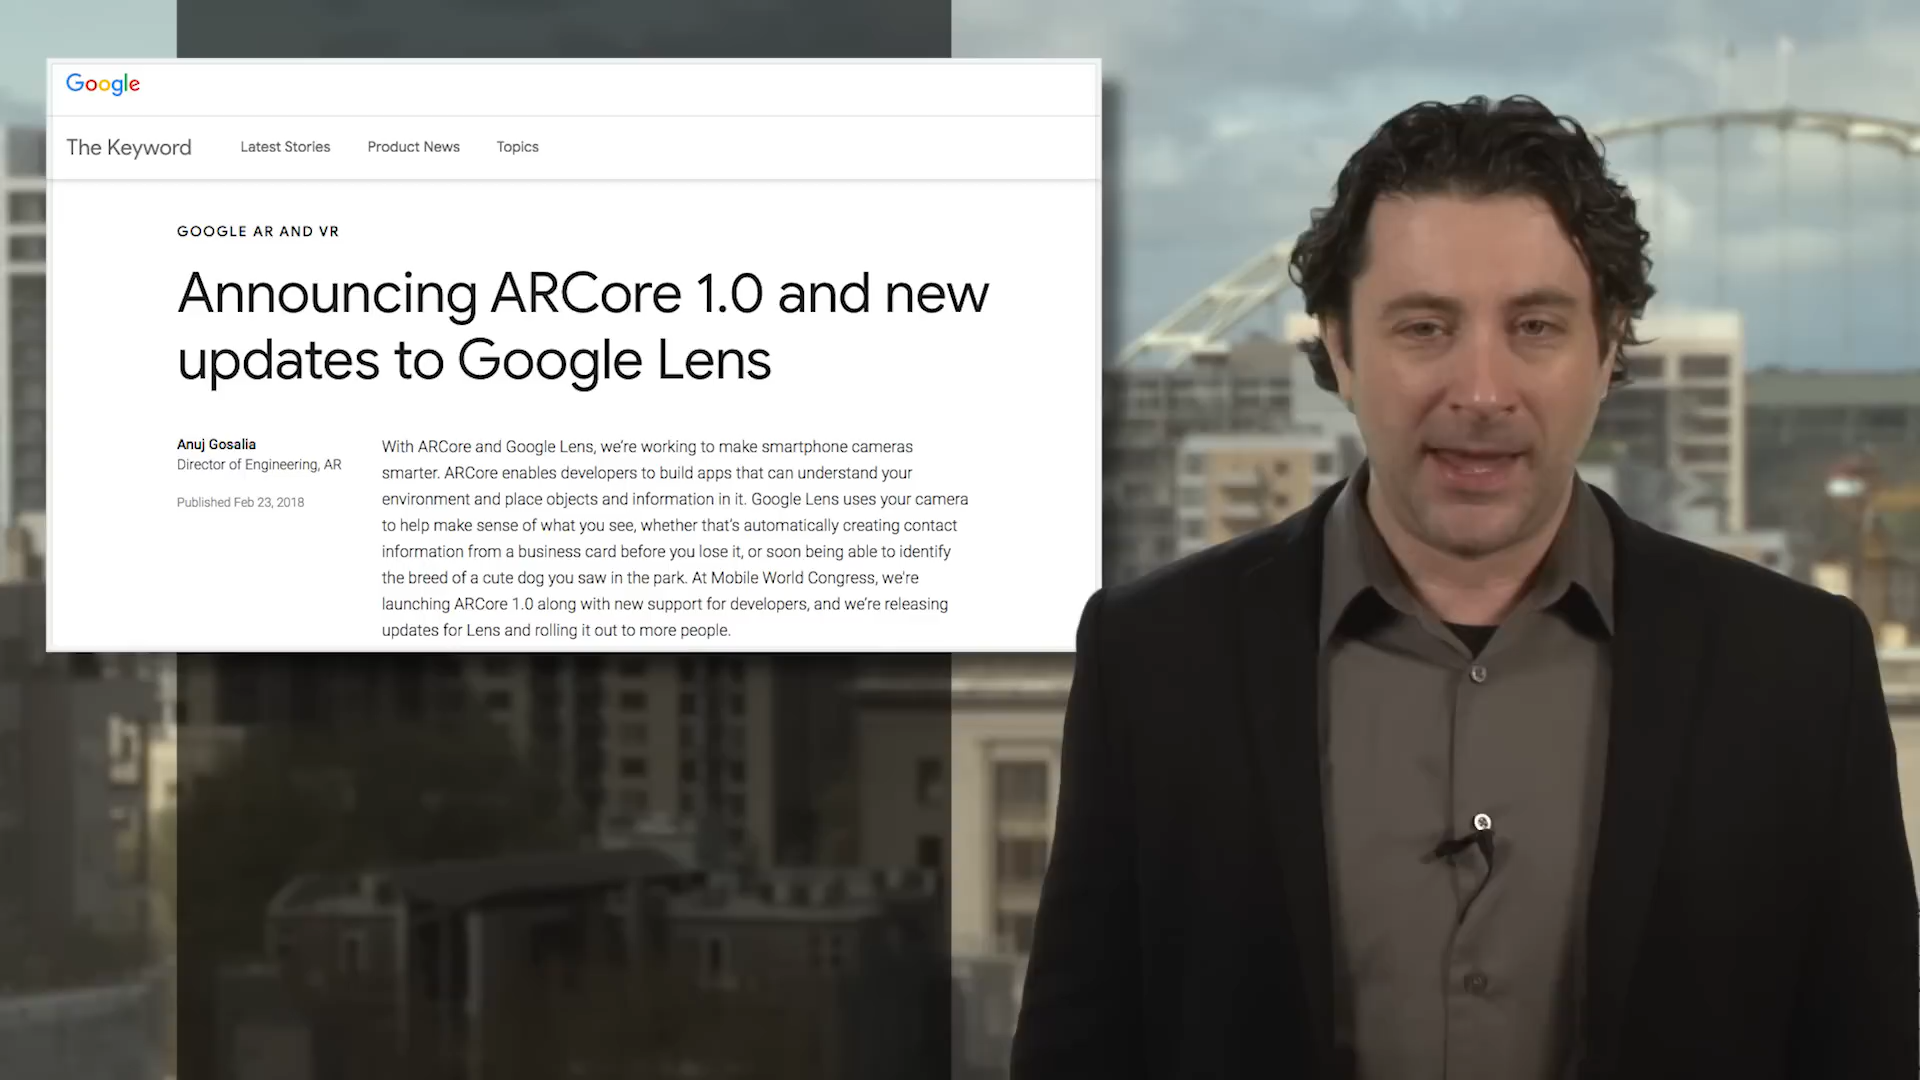 Google
The Keyword Latest Stories Product News Topics
GOOGLE AR AND VR
Announcing ARCore 1.0 and new
updates to Google Lens
Anuj Gosalia
Director of Engineering, AR
Published Feb 23, 2018
With ARCore and Google Lens, we’re working to make smartphone cameras
smarter. ARCore enables developers to build apps that can understand your
environment and place objects and information in it. Google Lens uses your camera
to help make sense of what you see, whether that’s automatically creating contact
information from a business card before you lose it, or soon being able to identify
the breed of a cute dog you saw in the park. At Mobile World Congress, we're
launching ARCore 1.0 along with new support for developers, and we’re releasing
updates for Lens and rolling it out to more people.